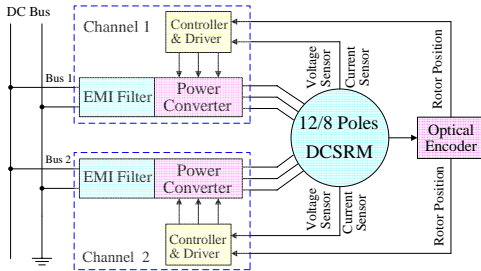 DC Bus
Channel 1
Controller
& Driver
Bus 1
EMI Filter
Power
Converter
Voltage
Sensor
Current
Sensor
Rotor Position
12/8 Poles
DCSRM
Optical
Encoder
Bus 2
EMI Filter
Power
Converter
Voltage
Sensor
Current
Sensor
Rotor Position
Controller
& Driver
Channel 2